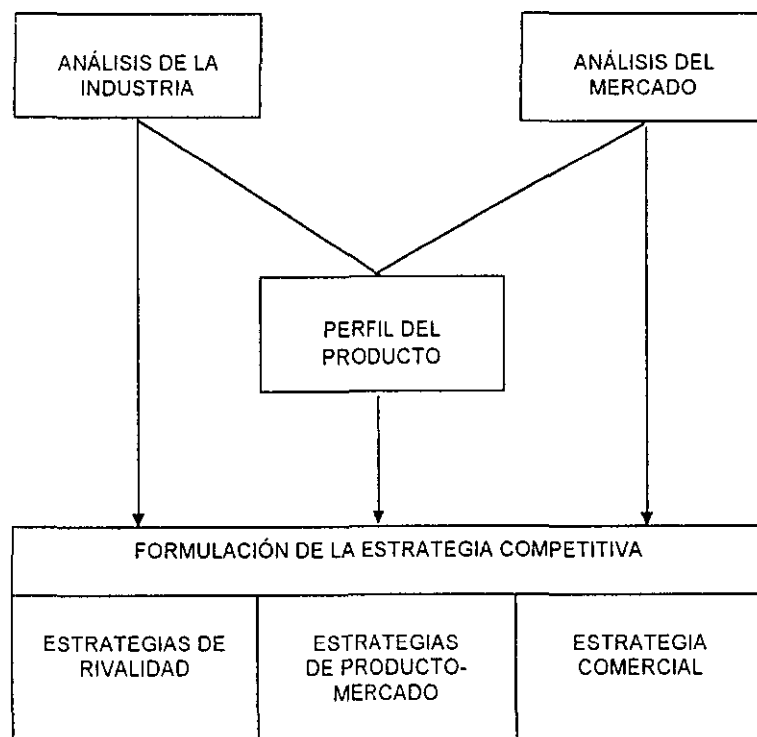 ANÁLISIS DE LA
INDUSTRIA
ANÁLISIS DEL
MERCADO
PERFIL DEL
PRODUCTO
FORMULACIÓN DE LA ESTRATEGIA COMPETITIVA
ESTRATEGIAS DE
RIVALIDAD
ESTRATEGIAS
DE PRODUCTO-
MERCADO
ESTRATEGIA
COMERCIAL